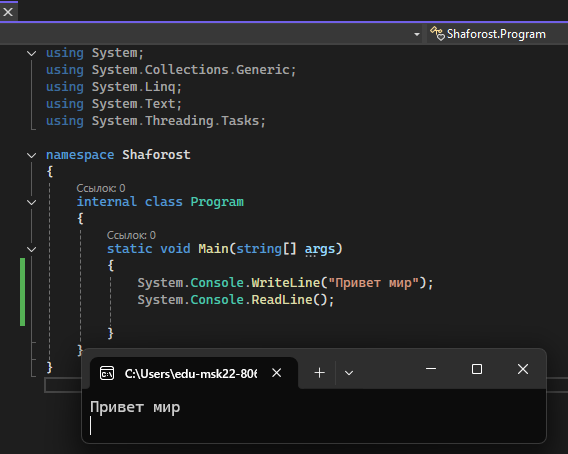 Shaforost.Program
using System;
using System.Collections.Generic;
using System.Linq;
using System.Text;
using System.Threading.Tasks;
namespace Shaforost
{
Ссылок: 0
internal class Program
{
Ссылок: 0
static void Main(string[] args)
{
System.Console.WriteLine("Привет мир");
System.Console.ReadLine();
}
}
}
C:\Users\edu-msk22-806
Привет мир